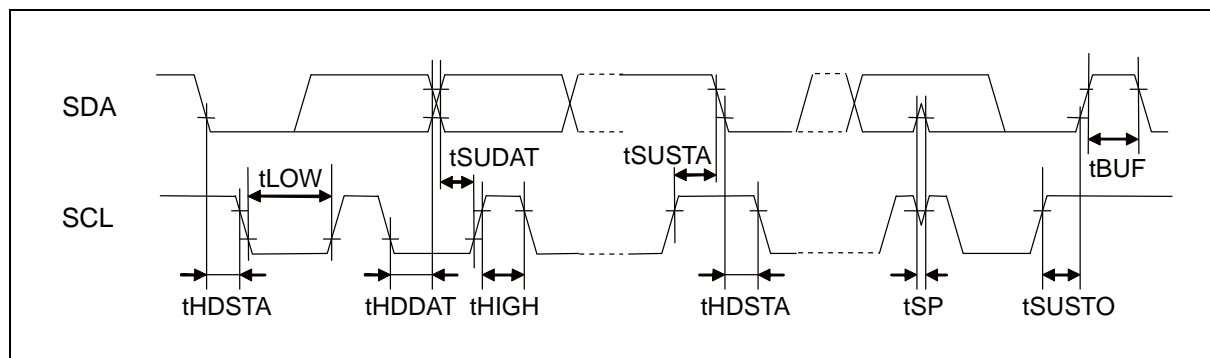 SDA
tSUDAT
tSUSTA
tBUF
tLOW
SCL
tHDSTA
tHDDAT
tHIGH
tHDSTA
tSP
tSUSTO